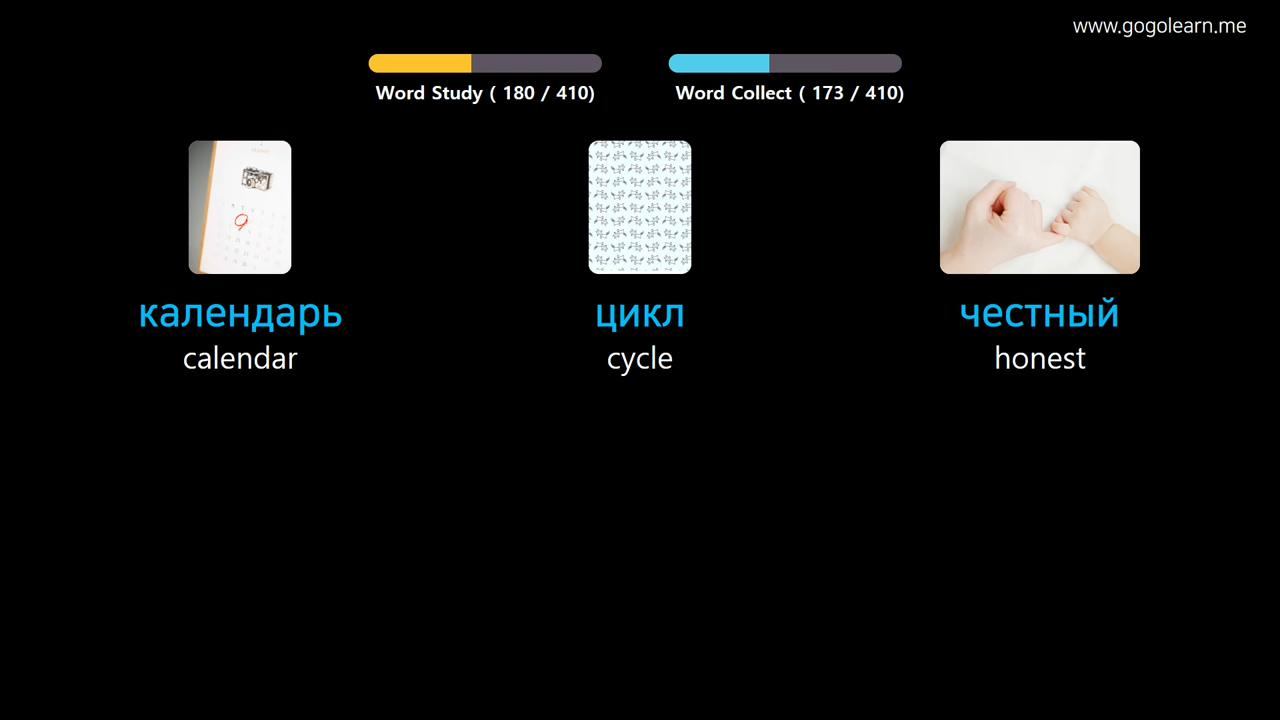 www.gogolearn.me
Word Study ( 180 / 410)
Word Collect ( 173 / 410)
календарь
цикл
честный
calendar
cycle
honest